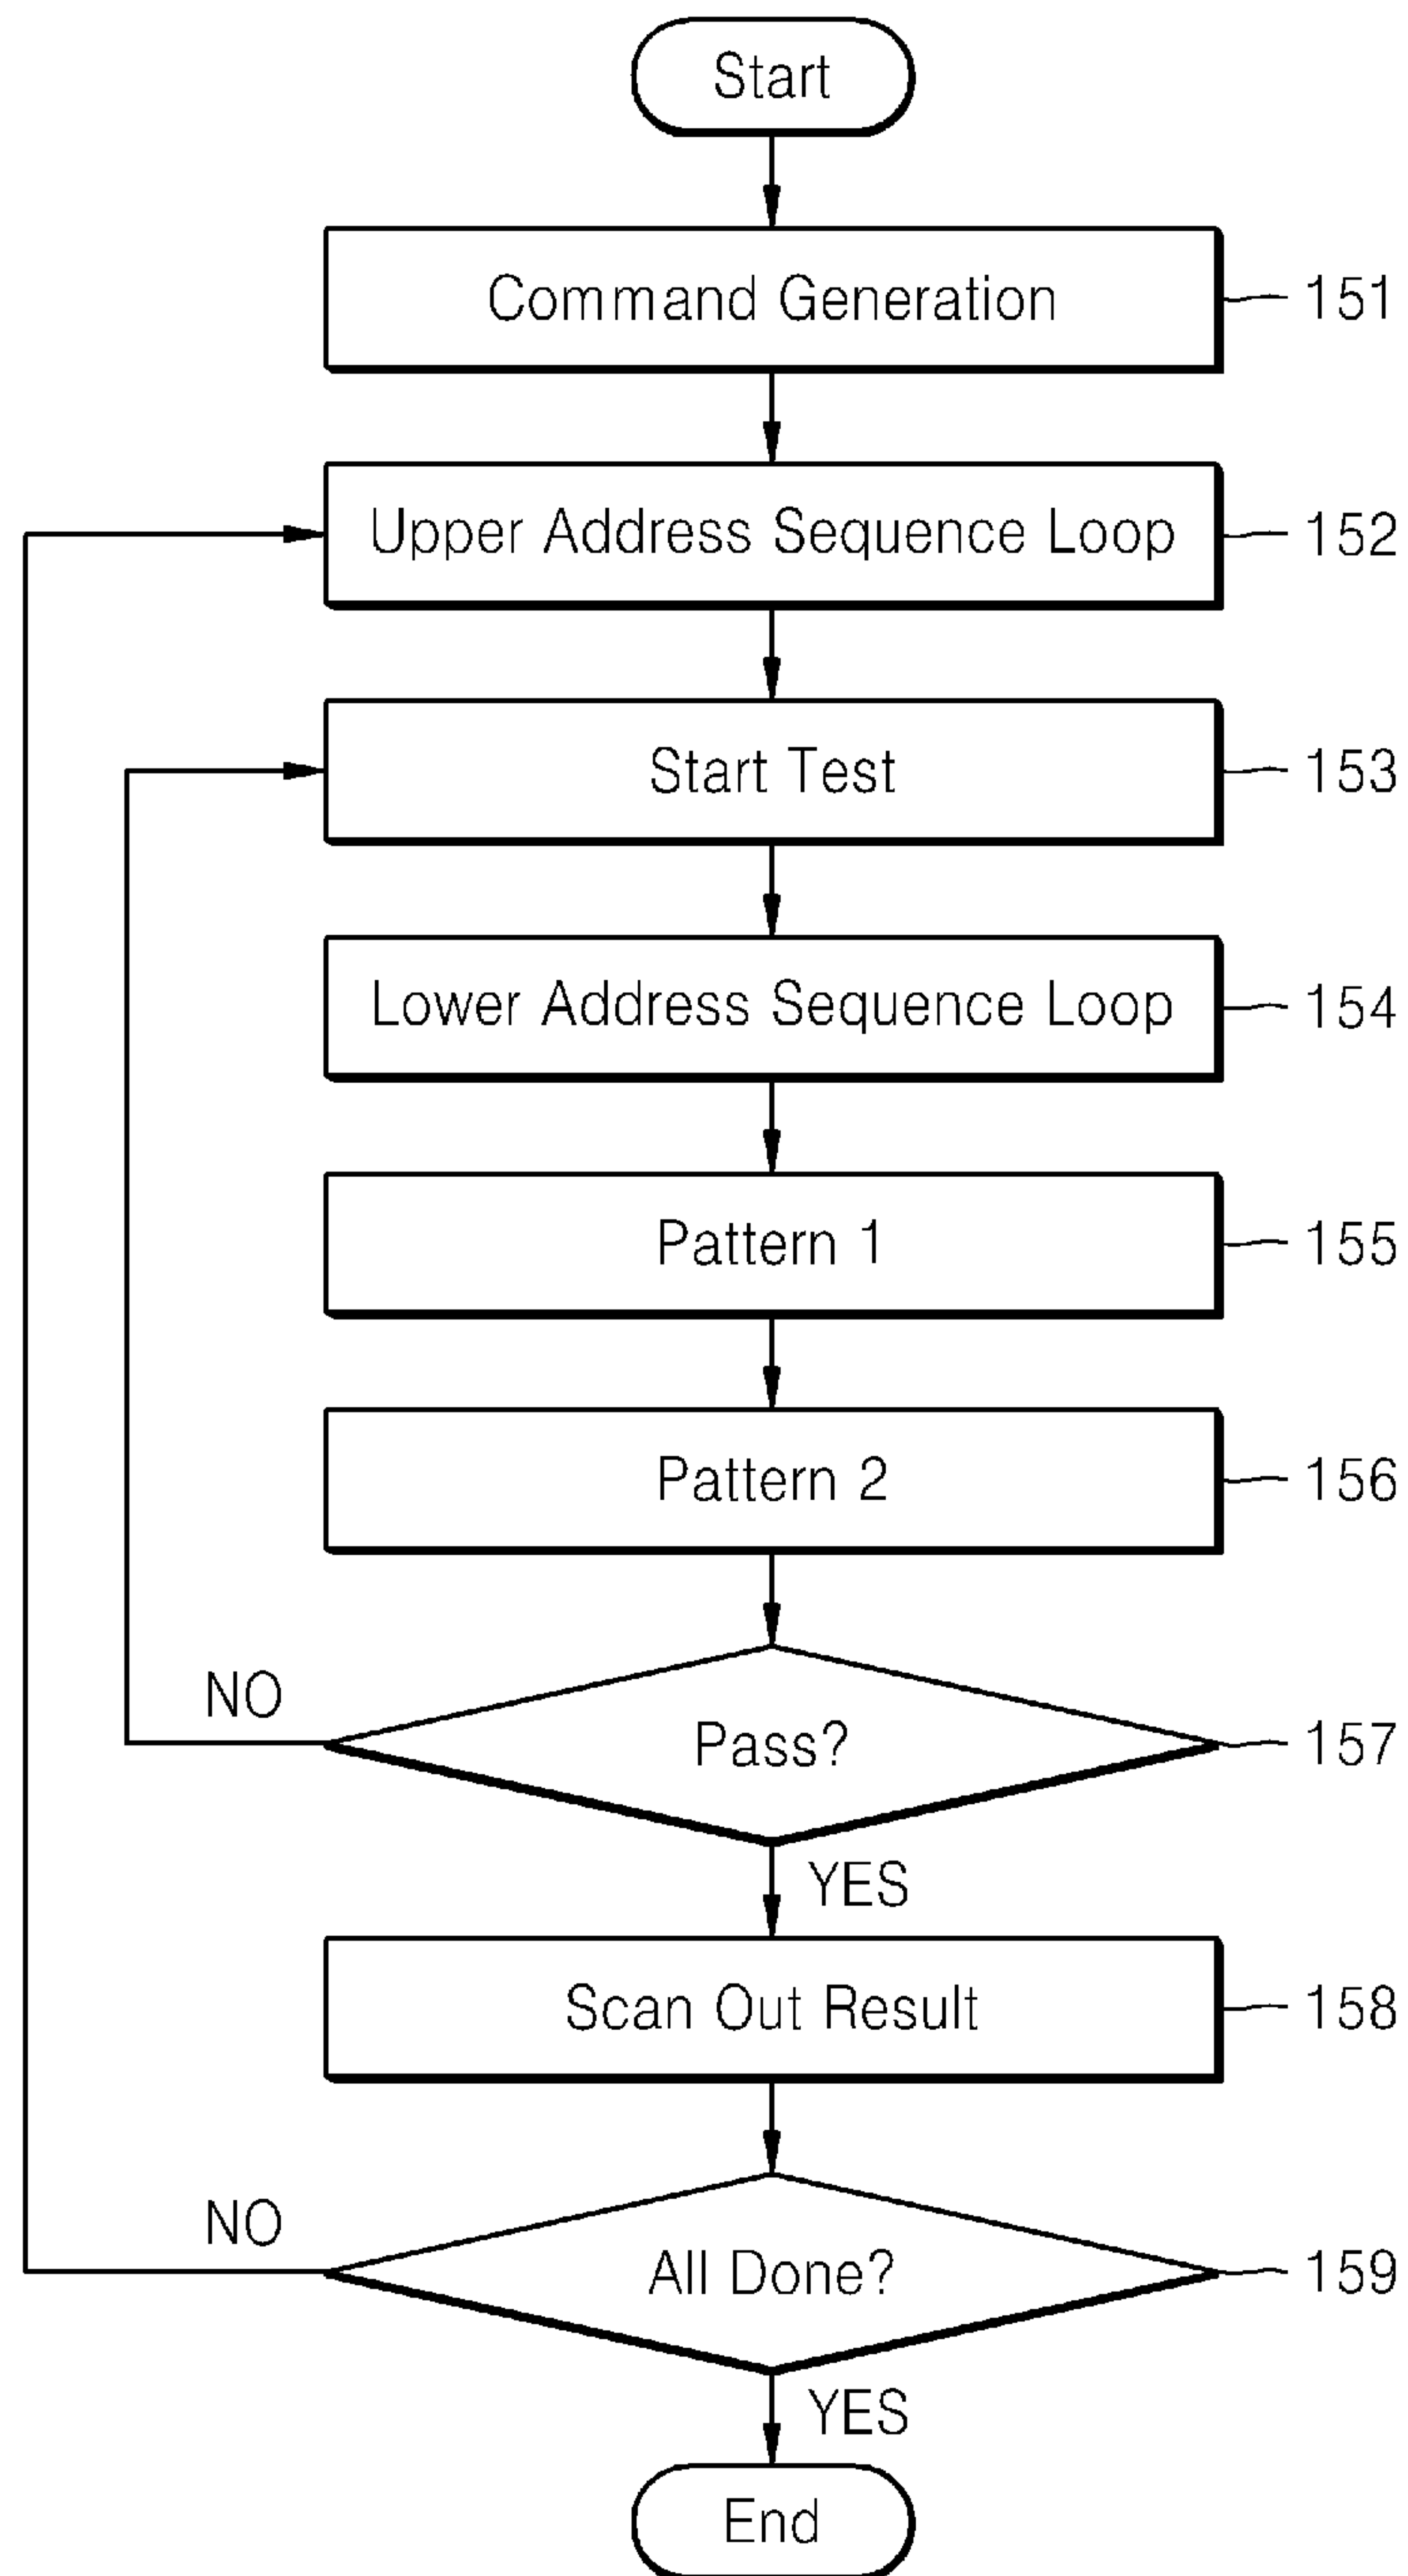 Start
Command Generation 151
Upper Address Sequence Loop 152
Start Test 153
Lower Address Sequence Loop 154
Pattern 1 155
Pattern 2 156
NO
Pass? 157
YES
Scan Out Result 158
NO
All Done? 159
YES
End